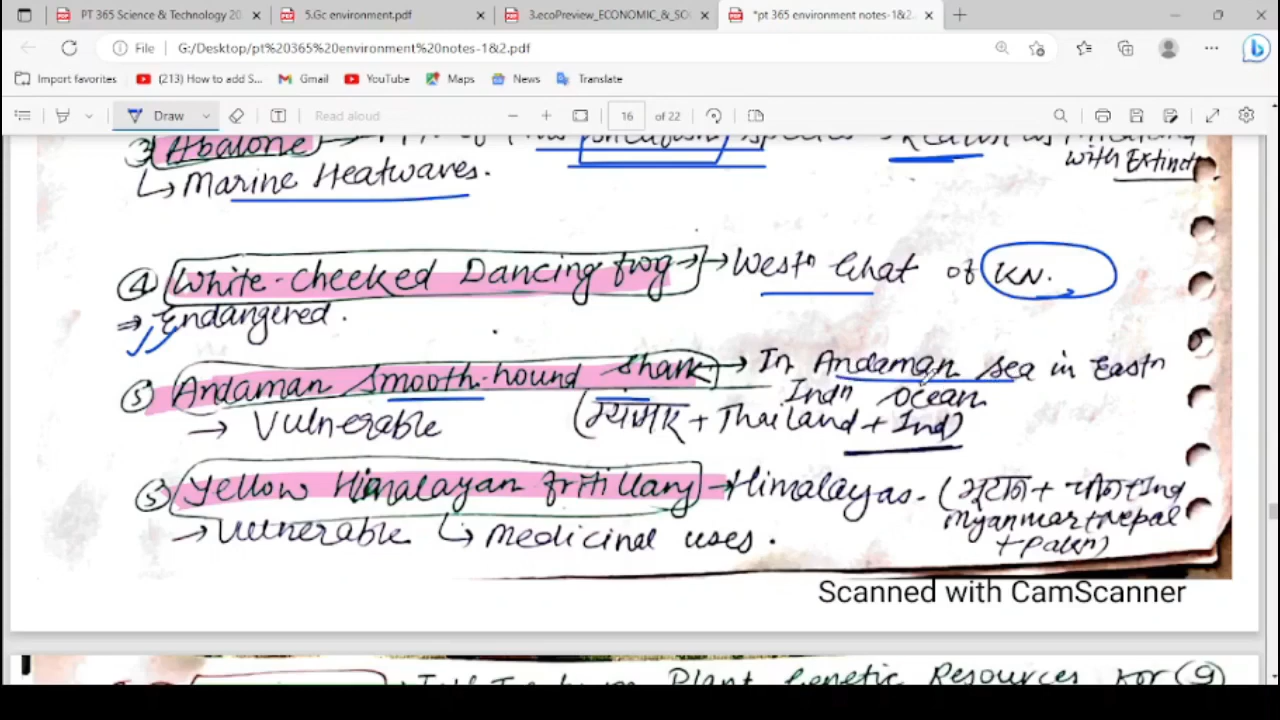 PT 365 Science & Technology 20
5.Gc environment.pdf
3.ecoPreview_ECONOMIC_&_SO
*pt 365 environment notes-1&2.
File
G:/Desktop/pt%20365%20environment%20notes-1&2.pdf
Import favorites
(213) How to add S...
Gmail
YouTube
Maps
News
Translate
Draw
Read aloud
16 of 22
③ Abalone →
with Extinct
↳ Marine Heatwaves.
④ White-cheeked Dancing frog → Westn Ghat of KN.
⇒ Endangered.
⑤ Andaman smooth-hound shark → In Andaman sea in Eastn
Indn ocean
→ Vulnerable (म्यांमार + Thailand + Ind)
⑤ Yellow Himalayan fritillary → Himalayas. (भूटान + चीन + Ind
Myanmar + Nepal
→ Vulnerable ↳ Medicinal uses.
Scanned with CamScanner
Plant Genetic Resources for ⑨